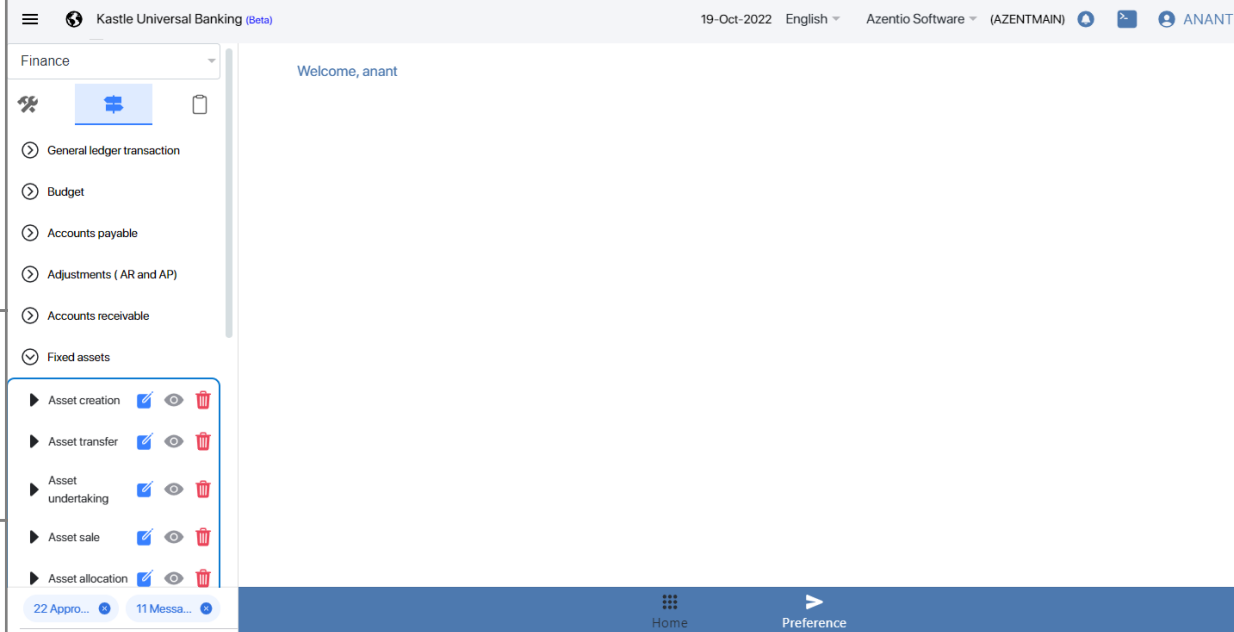 Kastle Universal Banking (Beta)
19-Oct-2022 English Azentio Software (AZENTMAIN) ANANT
Finance
Welcome, anant
General ledger transaction
Budget
Accounts payable
Adjustments ( AR and AP)
Accounts receivable
Fixed assets
Asset creation
Asset transfer
Asset
undertaking
Asset sale
Asset allocation
22 Appro... 11 Messa...
Home Preference